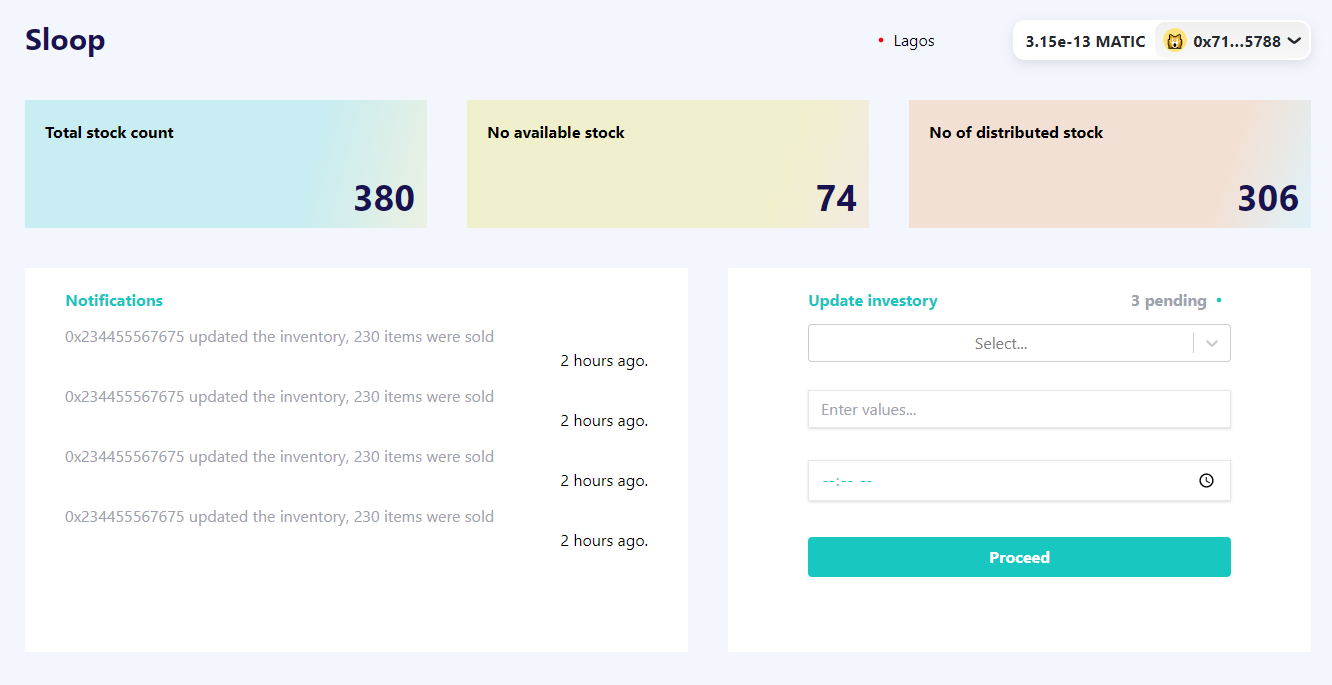 Sloop
Lagos
3.15e-13 MATIC
0x71...5788
Total stock count
380
No available stock
74
No of distributed stock
306
Notifications
0x234455567675 updated the inventory, 230 items were sold
2 hours ago.
0x234455567675 updated the inventory, 230 items were sold
2 hours ago.
0x234455567675 updated the inventory, 230 items were sold
2 hours ago.
0x234455567675 updated the inventory, 230 items were sold
2 hours ago.
Update investory
3 pending
Select...
Enter values...
--:-- --
Proceed